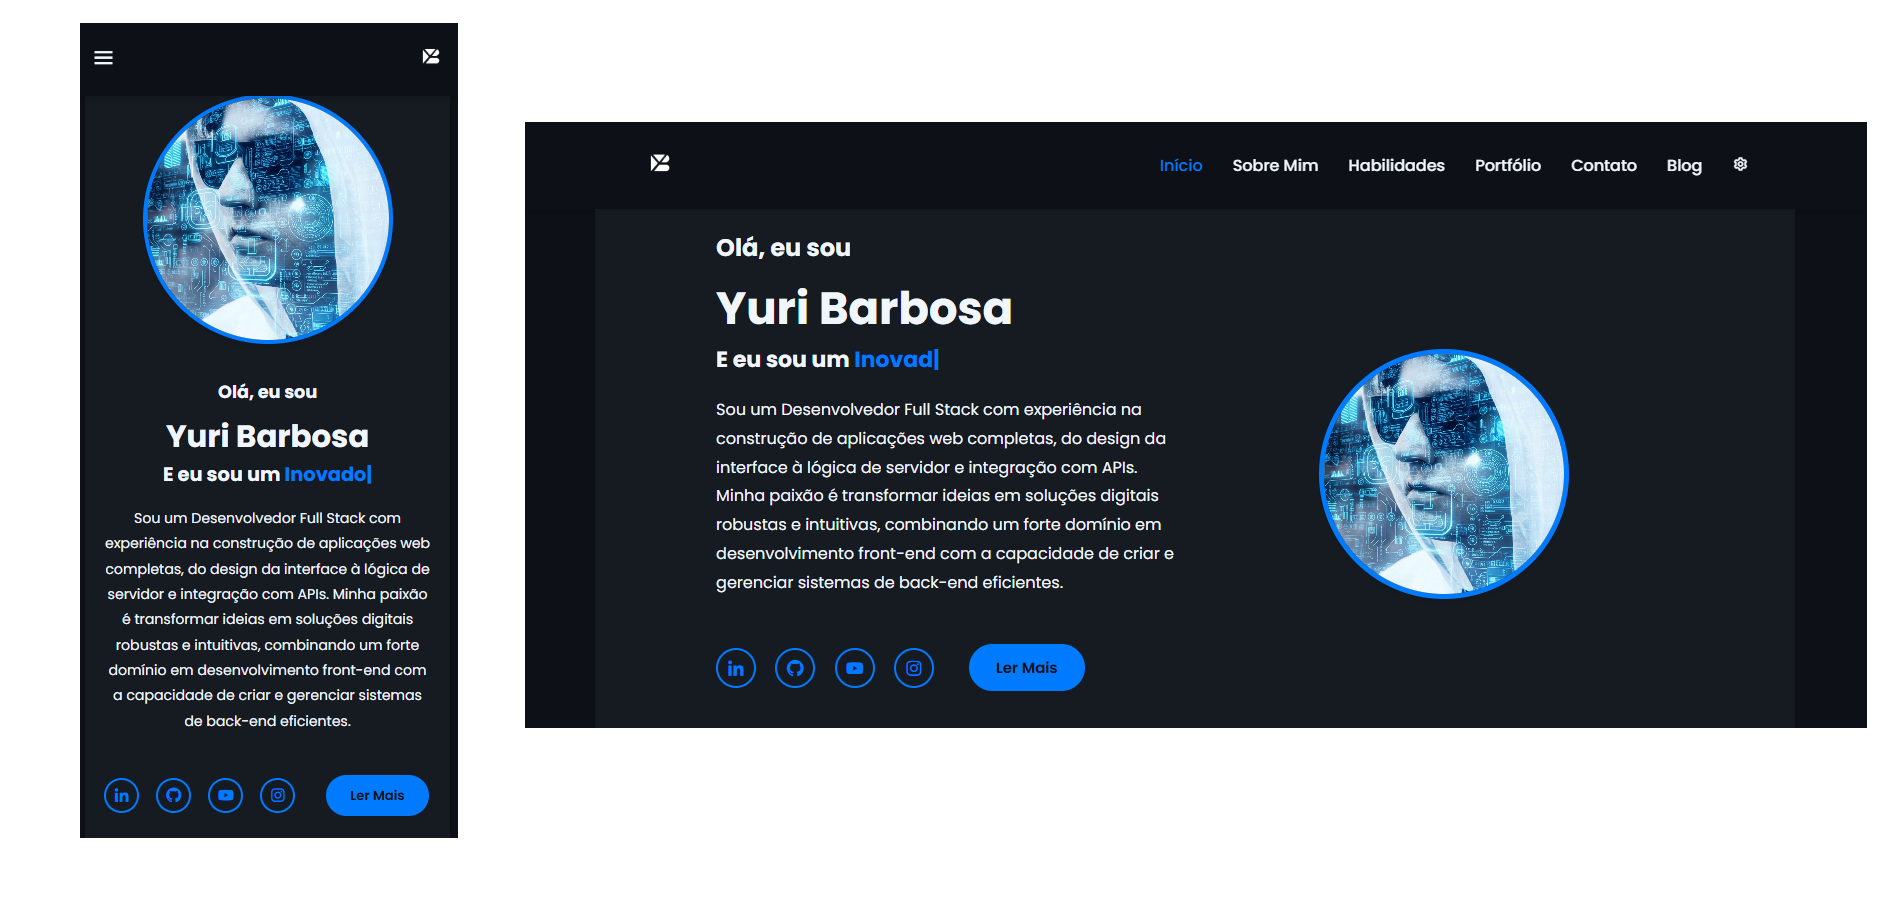 Olá, eu sou
Yuri Barbosa
E eu sou um Inovado|
Sou um Desenvolvedor Full Stack com
experiência na construção de aplicações web
completas, do design da interface à lógica de
servidor e integração com APIs. Minha paixão
é transformar ideias em soluções digitais
robustas e intuitivas, combinando um forte
domínio em desenvolvimento front-end com
a capacidade de criar e gerenciar sistemas
de back-end eficientes.
Ler Mais
Início Sobre Mim Habilidades Portfólio Contato Blog
Olá, eu sou
Yuri Barbosa
E eu sou um Inovad|
Sou um Desenvolvedor Full Stack com experiência na
construção de aplicações web completas, do design da
interface à lógica de servidor e integração com APIs.
Minha paixão é transformar ideias em soluções digitais
robustas e intuitivas, combinando um forte domínio em
desenvolvimento front-end com a capacidade de criar e
gerenciar sistemas de back-end eficientes.
Ler Mais